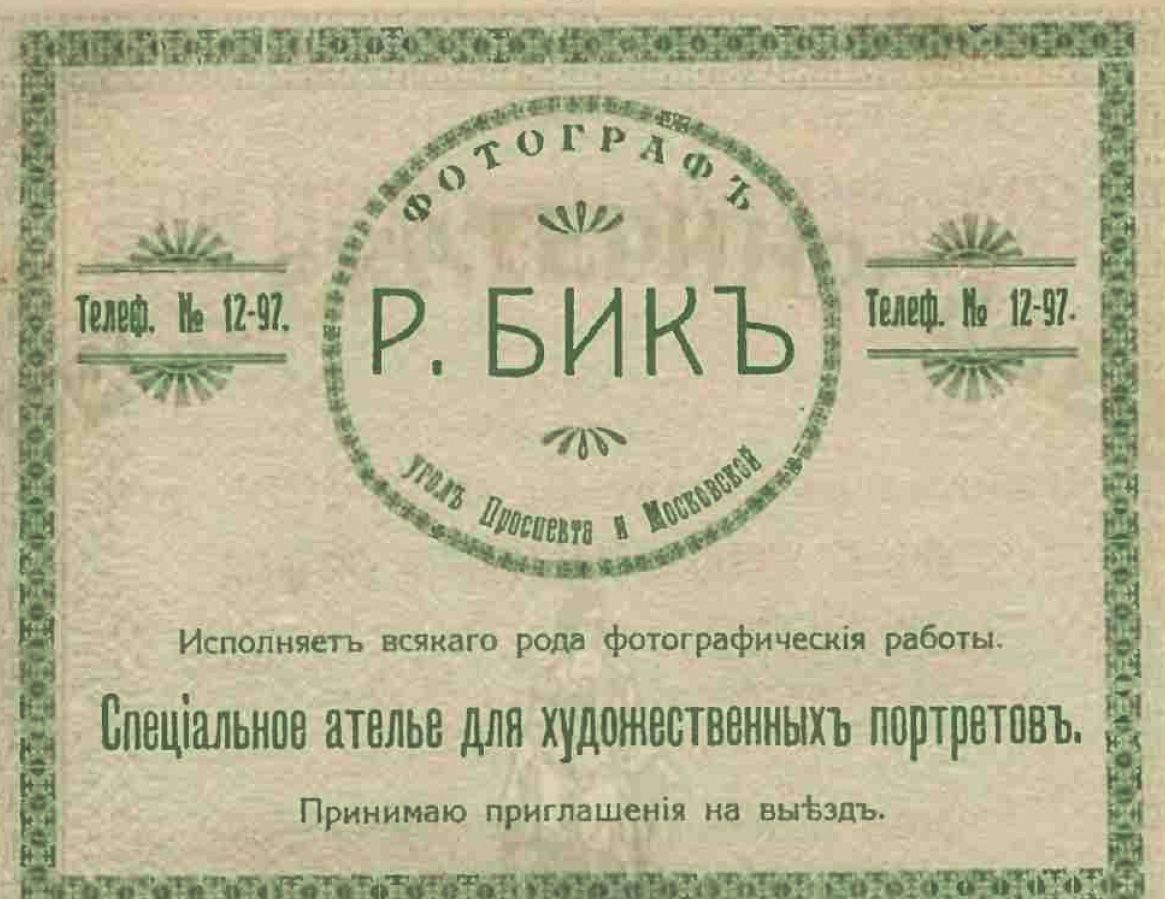 ФОТОГРАФЪ
Телеф. № 12-97.
Р. БИКЪ
Телеф. № 12-97.
уголъ Проспекта и Московской
Исполняетъ всякаго рода фотографическія работы.
Спеціальное ателье для художественныхъ портретовъ.
Принимаю приглашенія на выѣздъ.